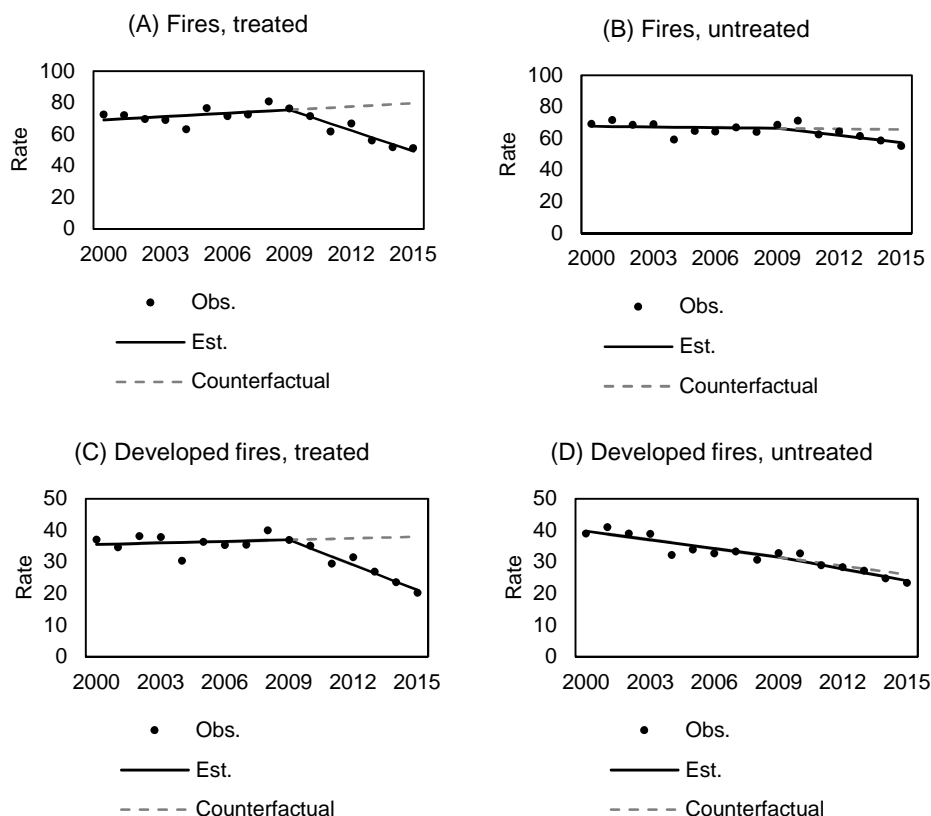 (A) Fires, treated
100
80
60
40
20
0
Rate
2000 2003 2006 2009 2012 2015
Obs.
Est.
Counterfactual
(B) Fires, untreated
100
80
60
40
20
0
Rate
2000 2003 2006 2009 2012 2015
Obs.
Est.
Counterfactual
(C) Developed fires, treated
50
40
30
20
10
0
Rate
2000 2003 2006 2009 2012 2015
Obs.
Est.
Counterfactual
(D) Developed fires, untreated
50
40
30
20
10
0
Rate
2000 2003 2006 2009 2012 2015
Obs.
Est.
Counterfactual